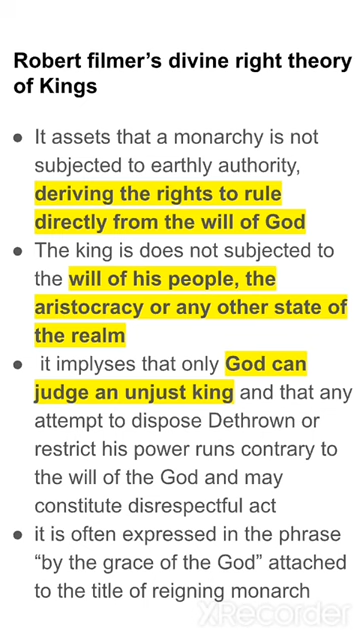 Robert filmer's divine right theory
of Kings
● It assets that a monarchy is not
subjected to earthly authority,
deriving the rights to rule
directly from the will of God
● The king is does not subjected to
the will of his people, the
aristocracy or any other state of
the realm
● it implyses that only God can
judge an unjust king and that any
attempt to dispose Dethrown or
restrict his power runs contrary to
the will of the God and may
constitute disrespectful act
● it is often expressed in the phrase
“by the grace of the God” attached
to the title of reigning monarch
XRecorder